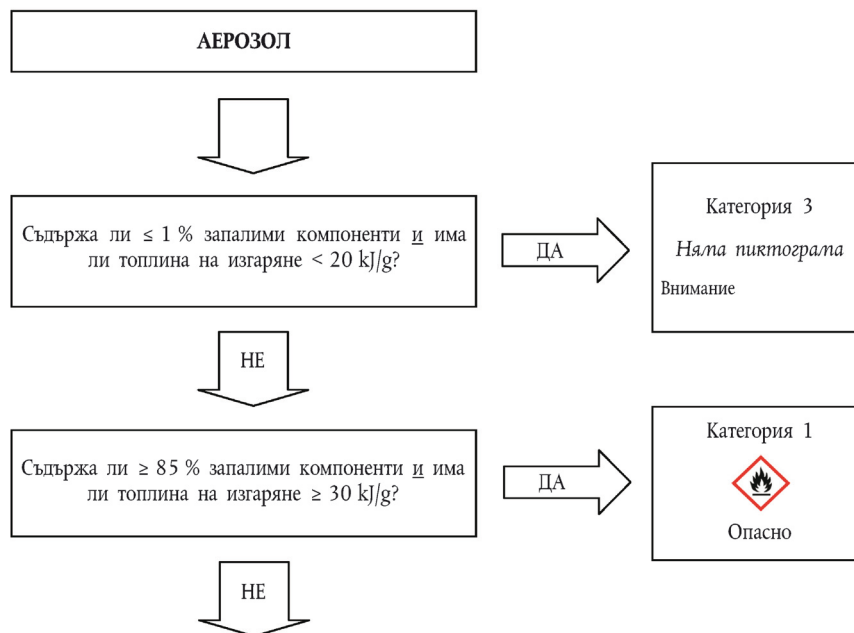 АЕРОЗОЛ
Съдържа ли ≤ 1 % запалими компоненти и има
ли топлина на изгаряне < 20 kJ/g?
ДА
Категория 3
Няма пиктограма
Внимание
НЕ
Съдържа ли ≥ 85 % запалими компоненти и има
ли топлина на изгаряне ≥ 30 kJ/g?
ДА
Категория 1
Опасно
НЕ